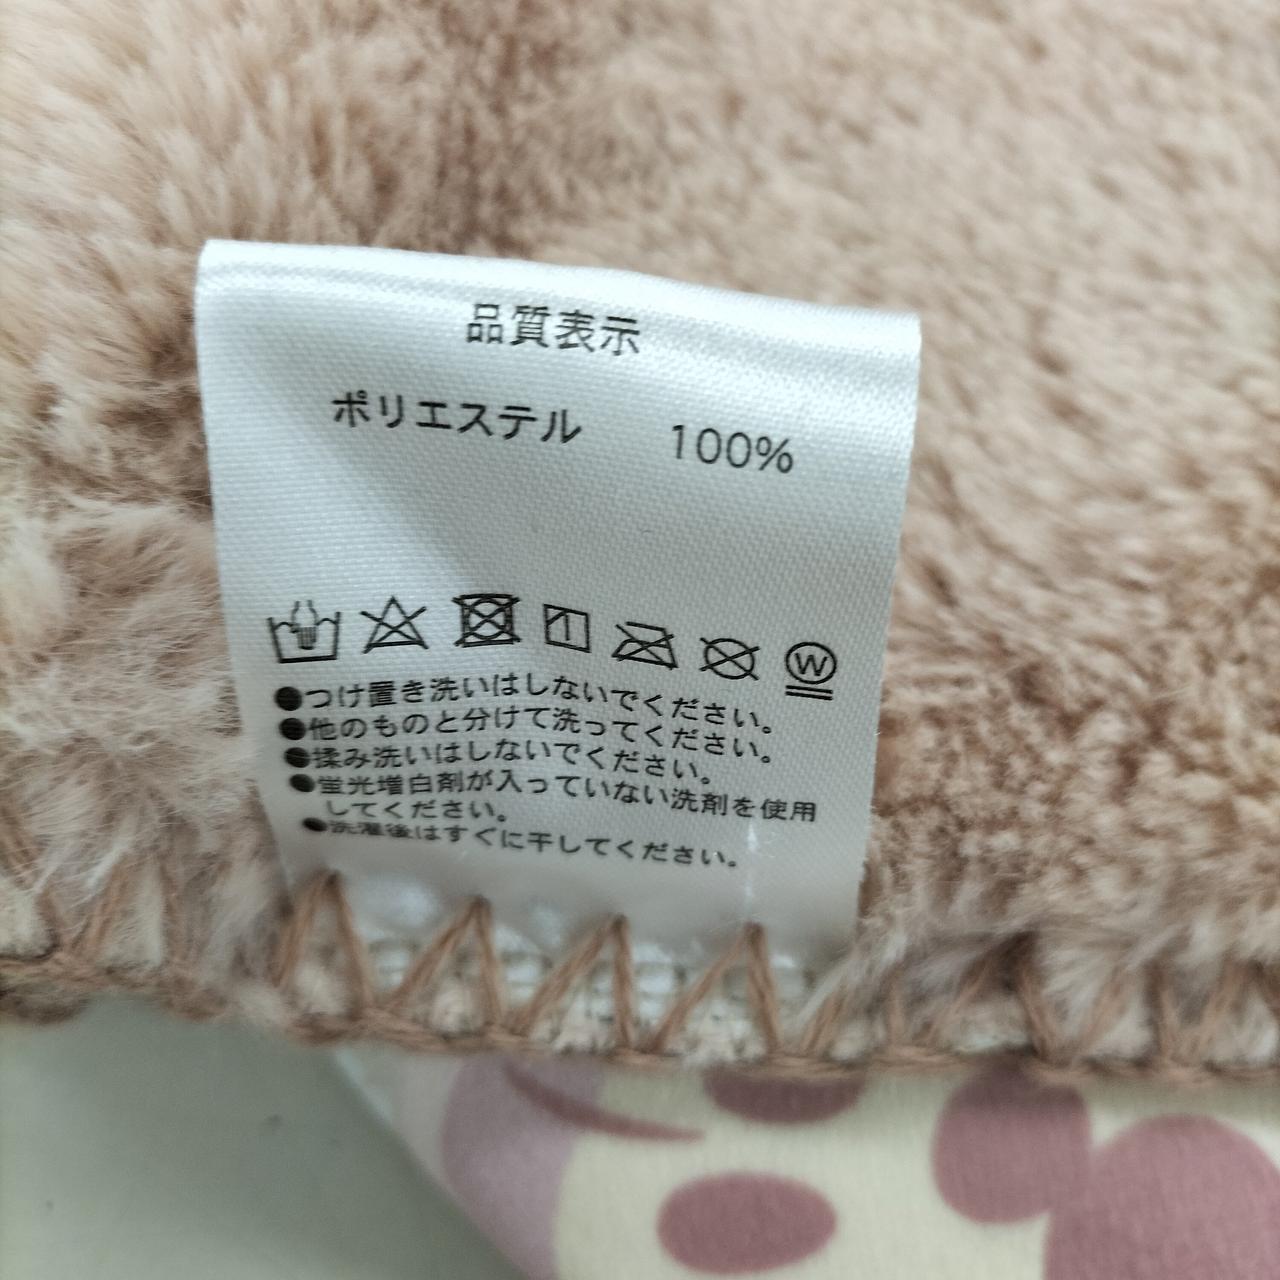 品質表示
ポリエステル 100%
W
●つけ置き洗いはしないでください。
●他のものと分けて洗ってください。
●揉み洗いはしないでください。
●蛍光増白剤が入っていない洗剤を使用
してください。
●洗濯後はすぐに干してください。